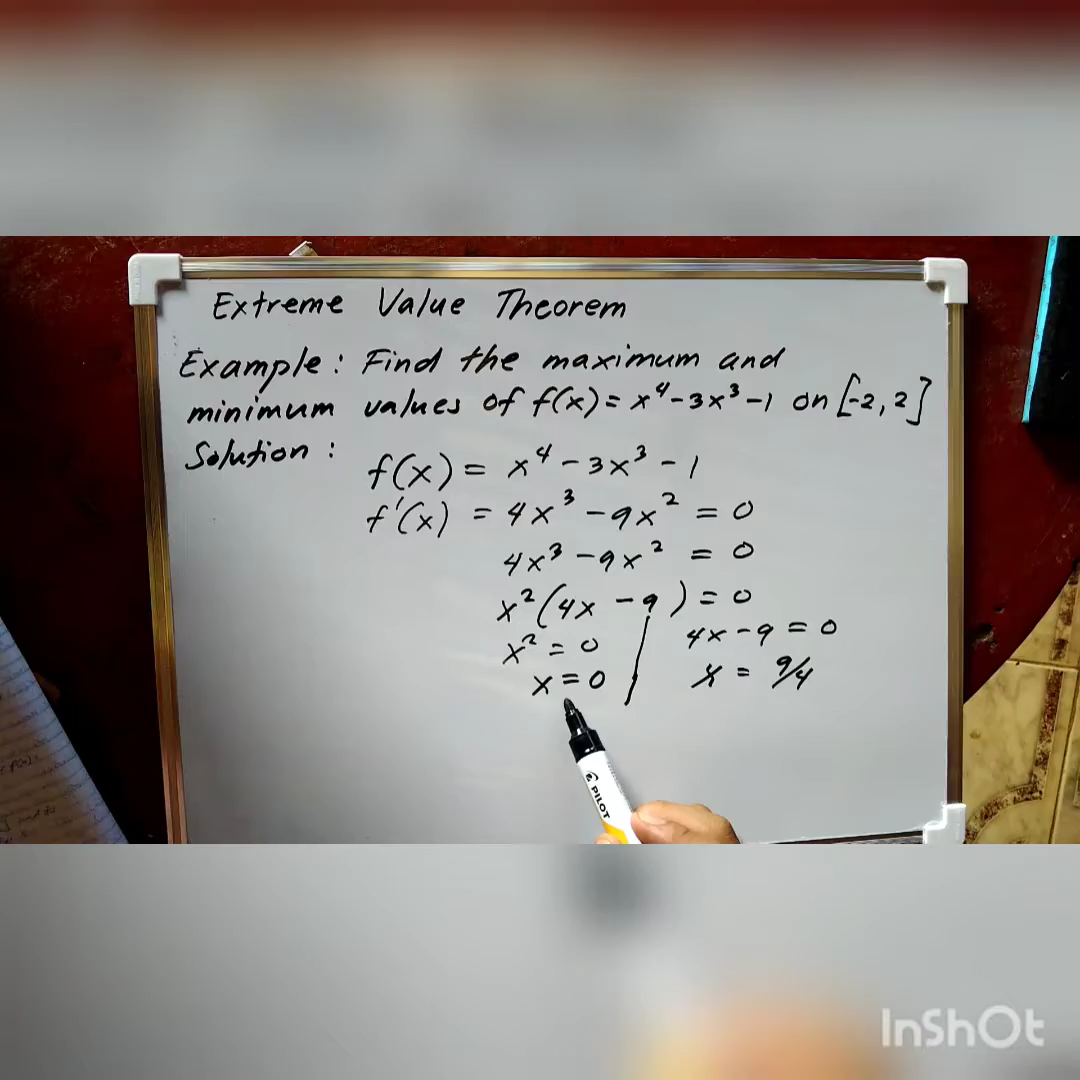 Extreme Value Theorem
Example: Find the maximum and
minimum values of f(x) = x⁴ - 3x³ - 1 on [-2, 2]
Solution:
f(x) = x⁴ - 3x³ - 1
f'(x) = 4x³ - 9x² = 0
4x³ - 9x² = 0
x²(4x - 9) = 0
x² = 0
x = 0
4x - 9 = 0
x = 9/4
PILOT
InShOt